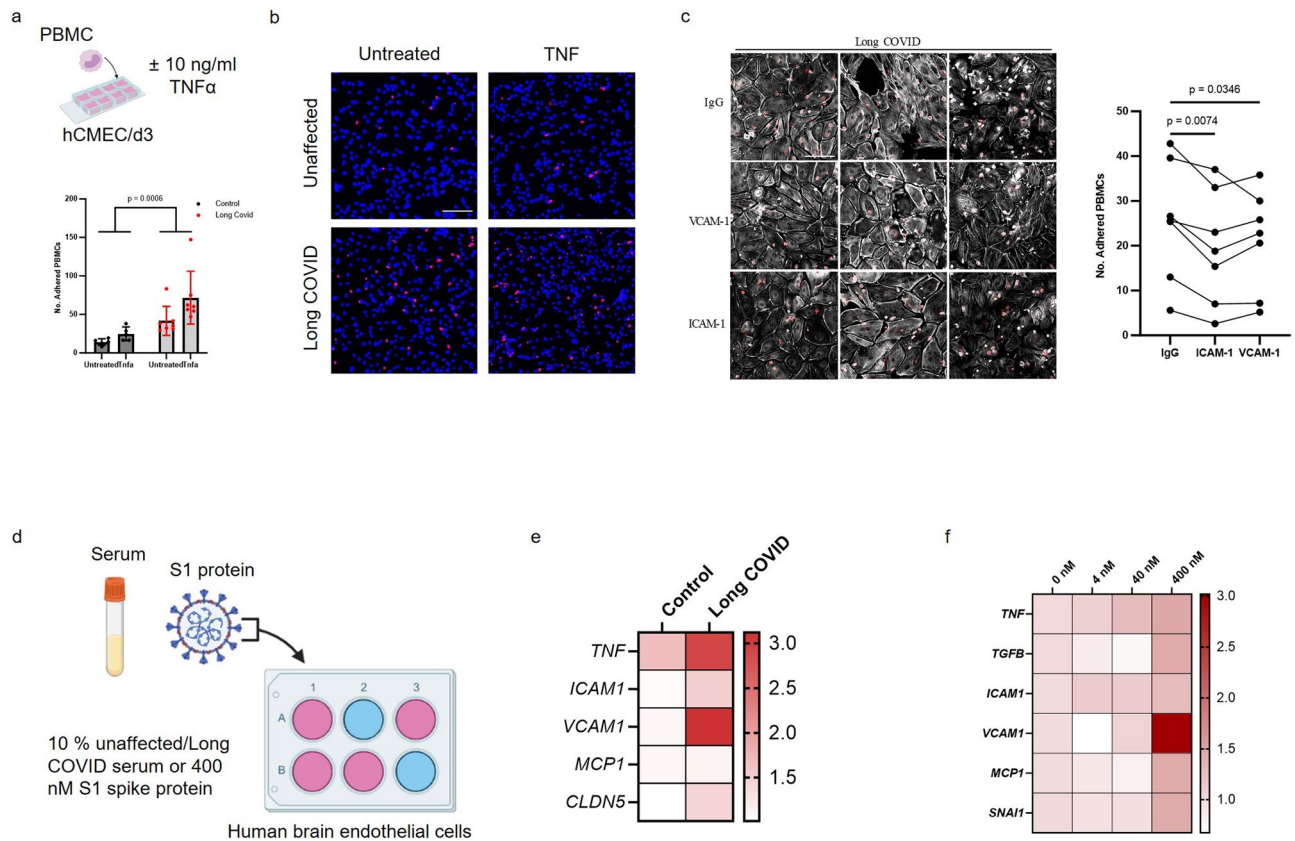 a
PBMC
± 10 ng/ml
TNFα
hCMEC/d3
200
150
100
50
0
No. Adhered PBMCs
p = 0.0006
Control
Long Covid
UntreatedTnfa
UntreatedTnfa
b
Untreated
TNF
Unaffected
Long COVID
c
Long COVID
IgG
VCAM-1
ICAM-1
p = 0.0346
p = 0.0074
50
40
30
20
10
0
No. Adhered PBMCs
IgG
ICAM-1
VCAM-1
d
Serum
S1 protein
1 2 3
A
B
10 % unaffected/Long
COVID serum or 400
nM S1 spike protein
Human brain endothelial cells
e
Control
Long COVID
TNF
ICAM1
VCAM1
MCP1
CLDN5
3.0
2.5
2.0
1.5
f
0 nM
4 nM
40 nM
400 nM
TNF
TGFB
ICAM1
VCAM1
MCP1
SNAI1
3.0
2.5
2.0
1.5
1.0